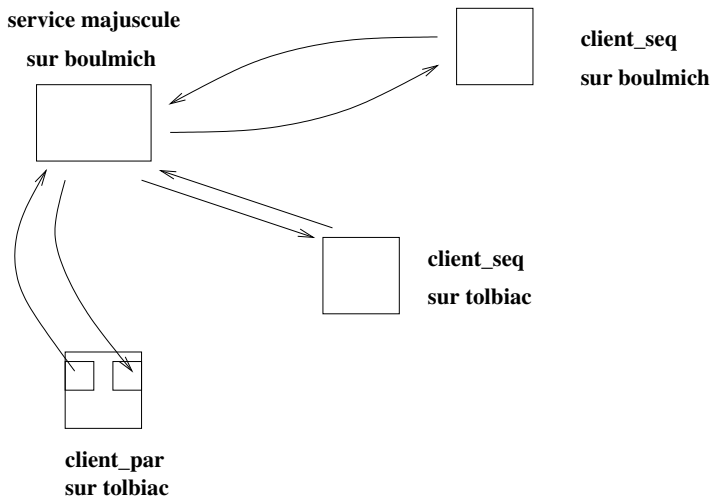 service majuscule
sur boulmich
client_seq
sur boulmich
client_seq
sur tolbiac
client_par
sur tolbiac